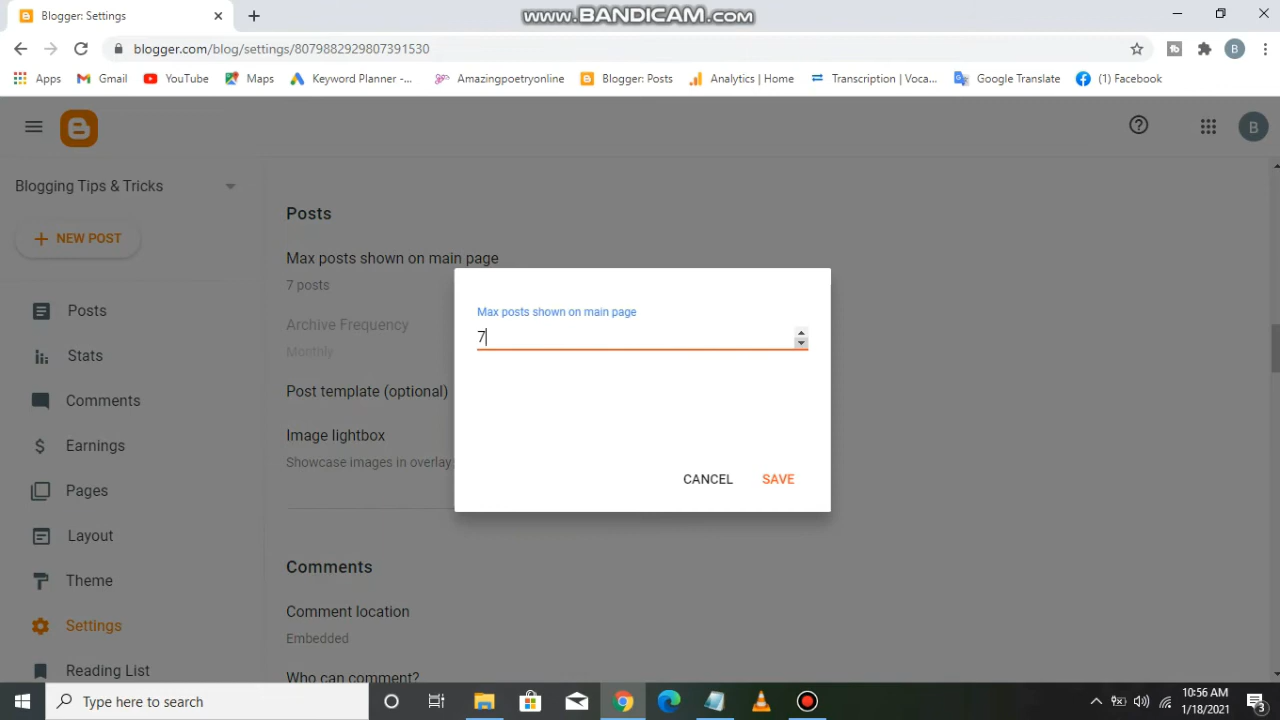 Blogger: Settings
www.BANDICAM.com
blogger.com/blog/settings/8079882929807391530
B
Apps
Gmail
YouTube
Maps
Keyword Planner -...
Amazingpoetryonline
Blogger: Posts
Analytics | Home
Transcription | Voca...
Google Translate
(1) Facebook
B
Blogging Tips & Tricks
NEW POST
Posts
Stats
Comments
Earnings
Pages
Layout
Theme
Settings
Reading List
Posts
Max posts shown on main page
7 posts
Archive Frequency
Monthly
Post template (optional)
Image lightbox
Showcase images in overlay
Comments
Comment location
Embedded
Who can comment?
Max posts shown on main page
7
CANCEL
SAVE
Type here to search
10:56 AM
1/18/2021
3